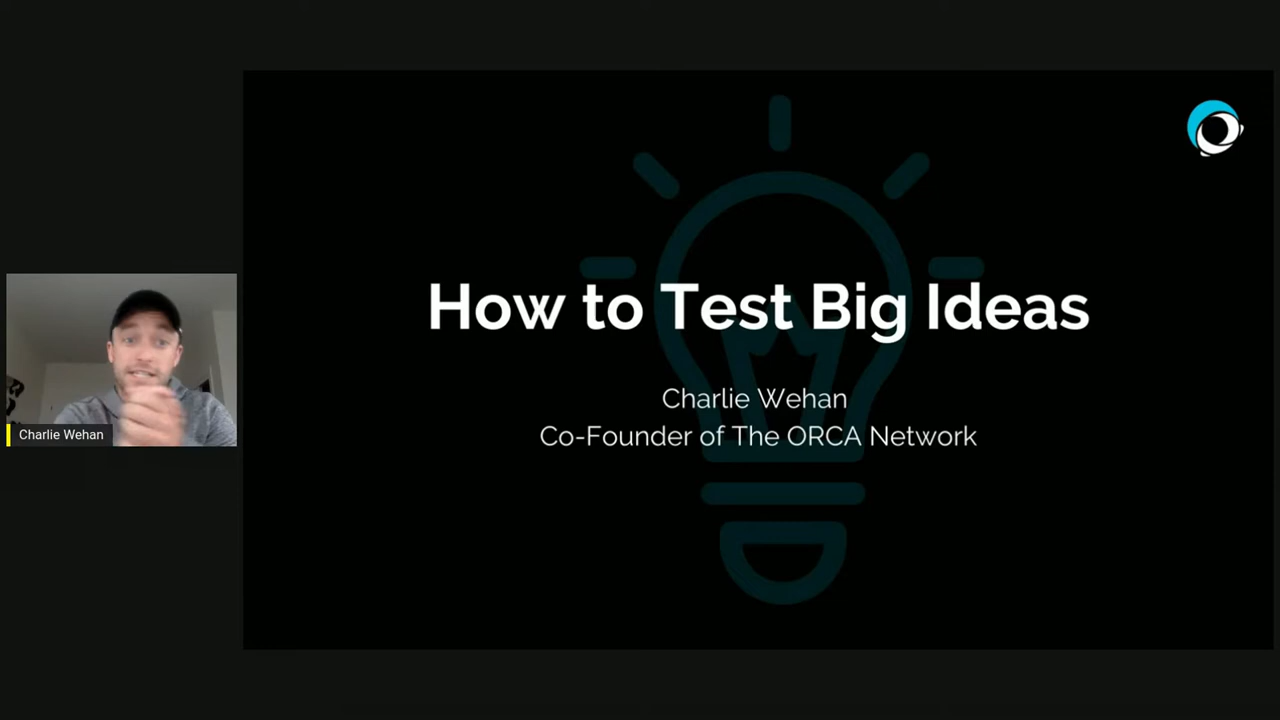 How to Test Big Ideas
Charlie Wehan
Co-Founder of The ORCA Network
Charlie Wehan